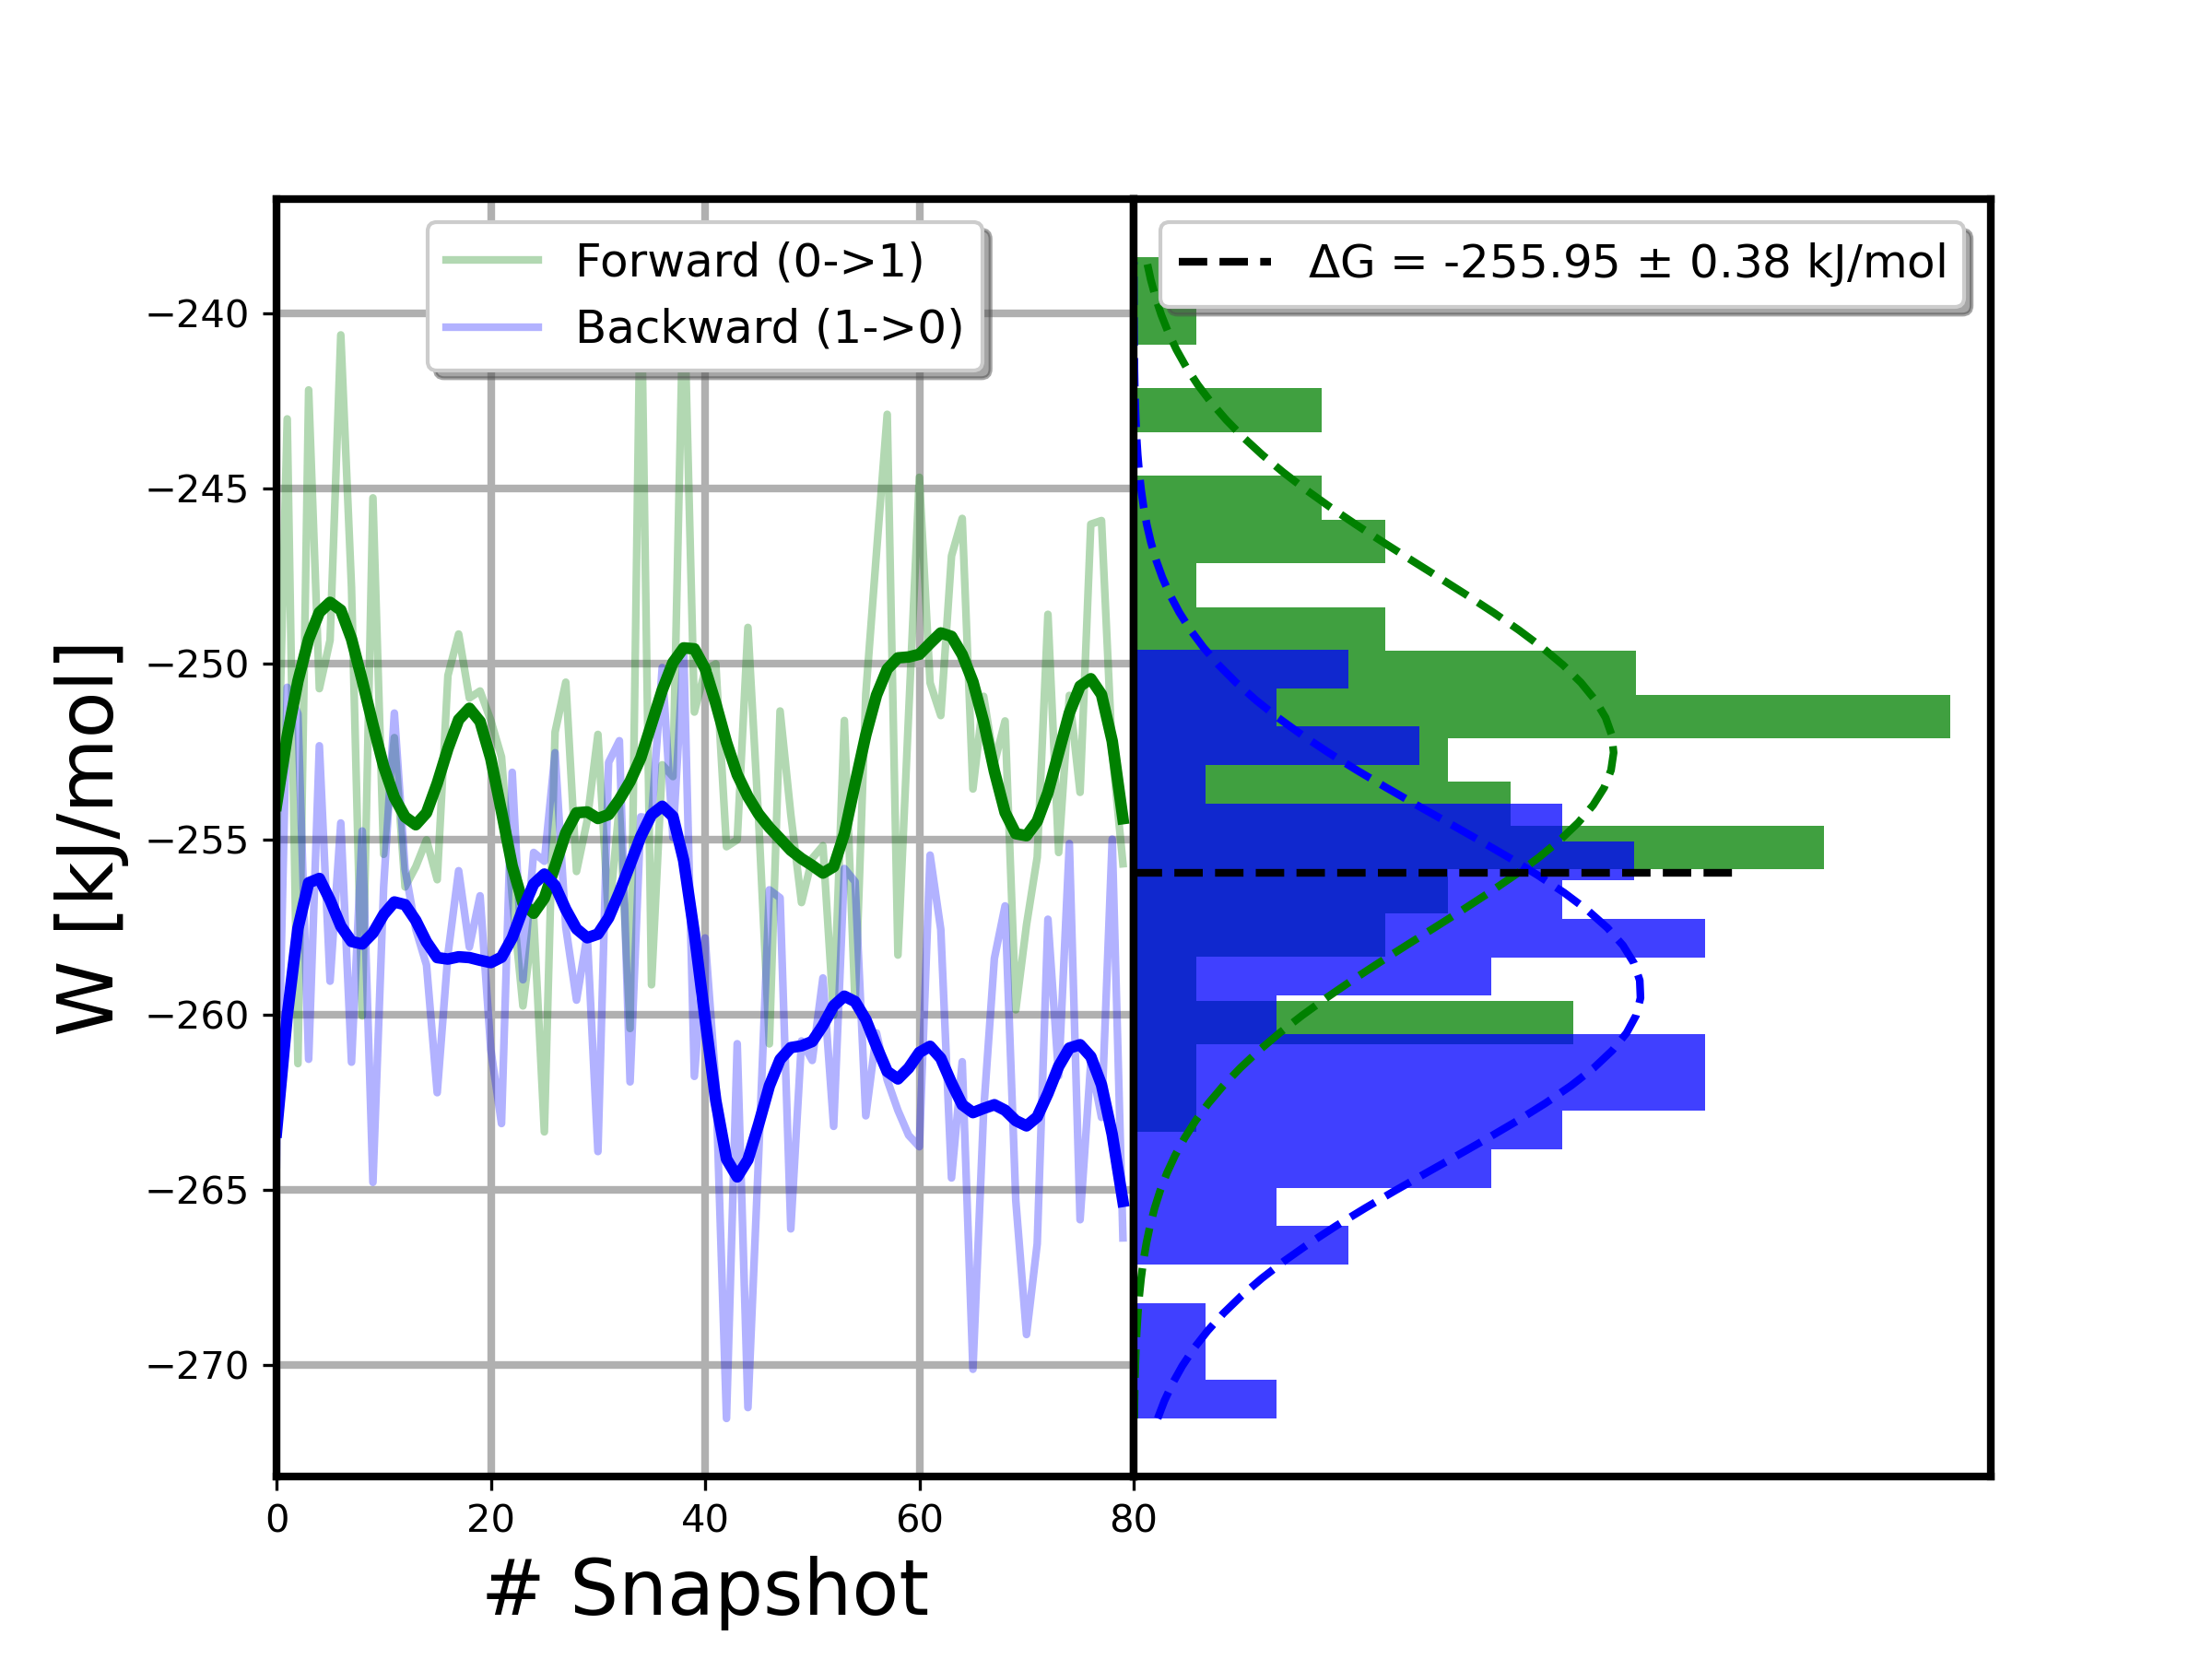 Forward (0->1)
Backward (1->0)
ΔG = -255.95 ± 0.38 kJ/mol
W [kJ/mol]
−240
−245
−250
−255
−260
−265
−270
0 20 40 60 80
# Snapshot